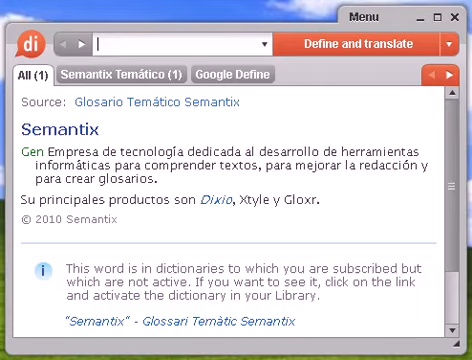 Menu
di
Define and translate
All (1) Semantix Temático (1) Google Define
Source: Glosario Temático Semantix
Semantix
Gen Empresa de tecnología dedicada al desarrollo de herramientas
informáticas para comprender textos, para mejorar la redacción y
para crear glosarios.
Su principales productos son Dixio, Xtyle y Gloxr.
© 2010 Semantix
i This word is in dictionaries to which you are subscribed but
which are not active. If you want to see it, click on the link
and activate the dictionary in your Library.
"Semantix" - Glossari Temàtic Semantix